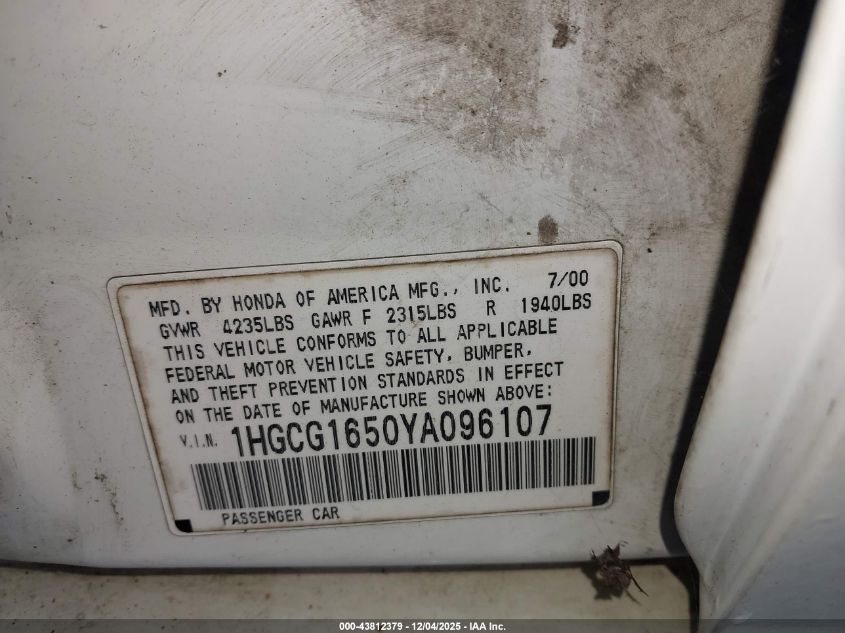 MFD. BY HONDA OF AMERICA MFG., INC. 7/00
GVWR 4235LBS GAWR F 2315LBS R 1940LBS
THIS VEHICLE CONFORMS TO ALL APPLICABLE
FEDERAL MOTOR VEHICLE SAFETY, BUMPER,
AND THEFT PREVENTION STANDARDS IN EFFECT
ON THE DATE OF MANUFACTURE SHOWN ABOVE:
V.I.N. 1HGCG1650YA096107
PASSENGER CAR
000-43812379 - 12/04/2025 - IAA Inc.